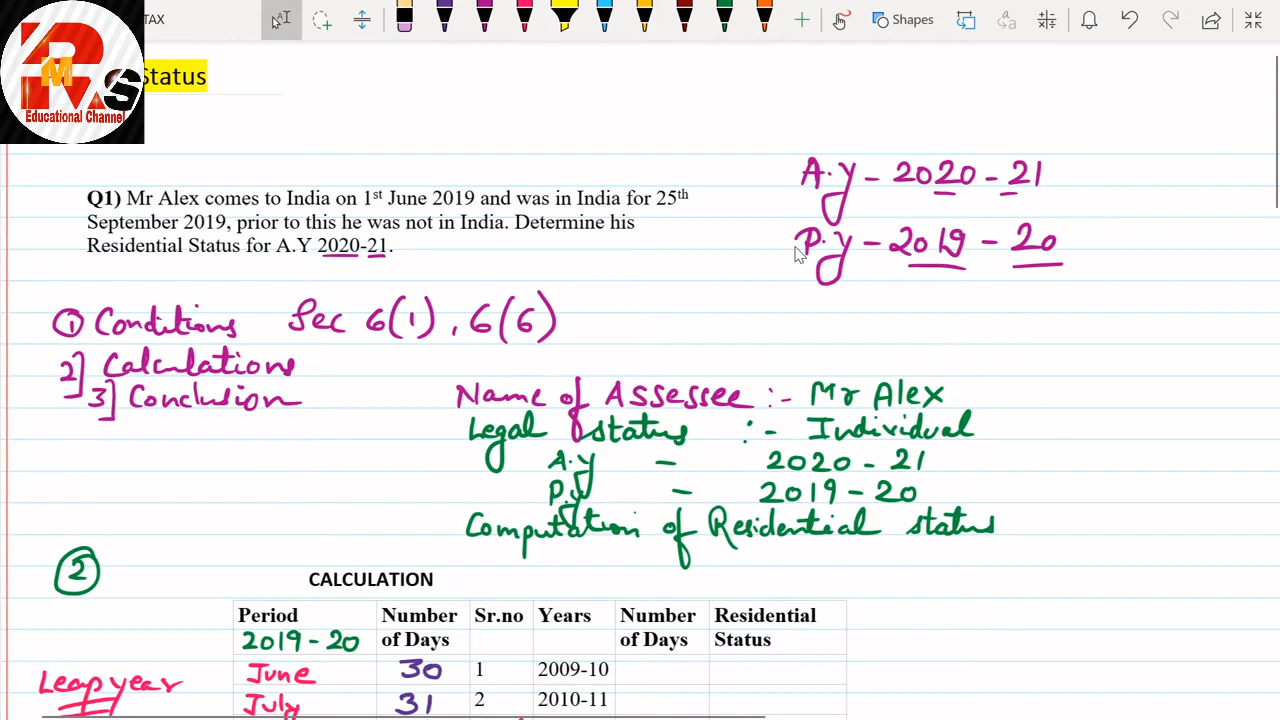 TAX
Shapes
RMS
Educational Channel
Status
A.y - 2020 - 21
P.y - 2019 - 20
Q1) Mr Alex comes to India on 1st June 2019 and was in India for 25th
September 2019, prior to this he was not in India. Determine his
Residential Status for A.Y 2020-21.
① Conditions Sec 6(1), 6(6)
2] Calculations
3] Conclusion
Name of Assessee :- Mr Alex
Legal status :- Individual
A.y - 2020 - 21
P.y - 2019 - 20
Computation of Residential status
②
CALCULATION
Period Number Sr.no Years Number Residential
2019 - 20 of Days of Days Status
Leap year
June 30 1 2009-10
July 31 2 2010-11